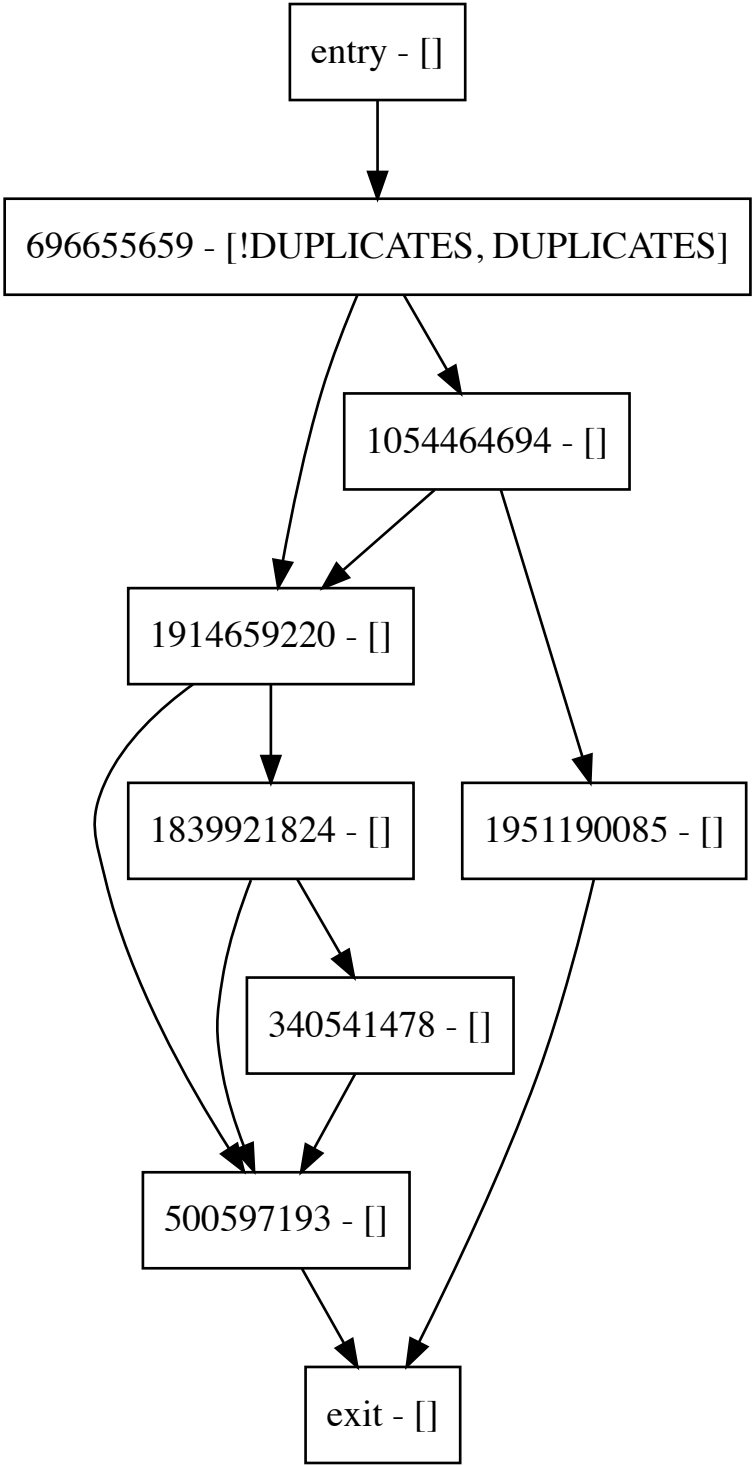 entry - []
696655659 - [!DUPLICATES, DUPLICATES]
1054464694 - []
1914659220 - []
1839921824 - []
1951190085 - []
340541478 - []
500597193 - []
exit - []